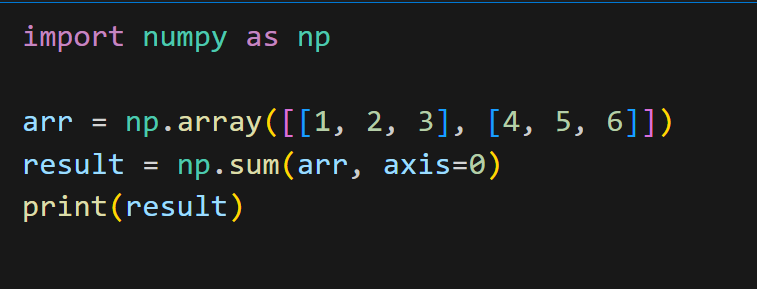 import numpy as np
arr = np.array([[1, 2, 3], [4, 5, 6]])
result = np.sum(arr, axis=0)
print(result)